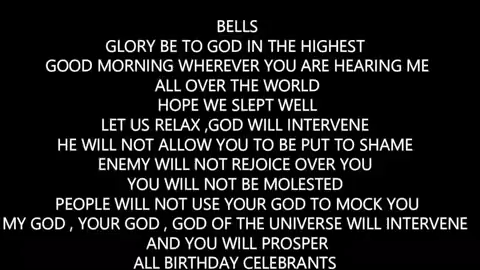 BELLS
GLORY BE TO GOD IN THE HIGHEST
GOOD MORNING WHEREVER YOU ARE HEARING ME
ALL OVER THE WORLD
HOPE WE SLEPT WELL
LET US RELAX ,GOD WILL INTERVENE
HE WILL NOT ALLOW YOU TO BE PUT TO SHAME
ENEMY WILL NOT REJOICE OVER YOU
YOU WILL NOT BE MOLESTED
PEOPLE WILL NOT USE YOUR GOD TO MOCK YOU
MY GOD , YOUR GOD , GOD OF THE UNIVERSE WILL INTERVENE
AND YOU WILL PROSPER
ALL BIRTHDAY CELEBRANTS